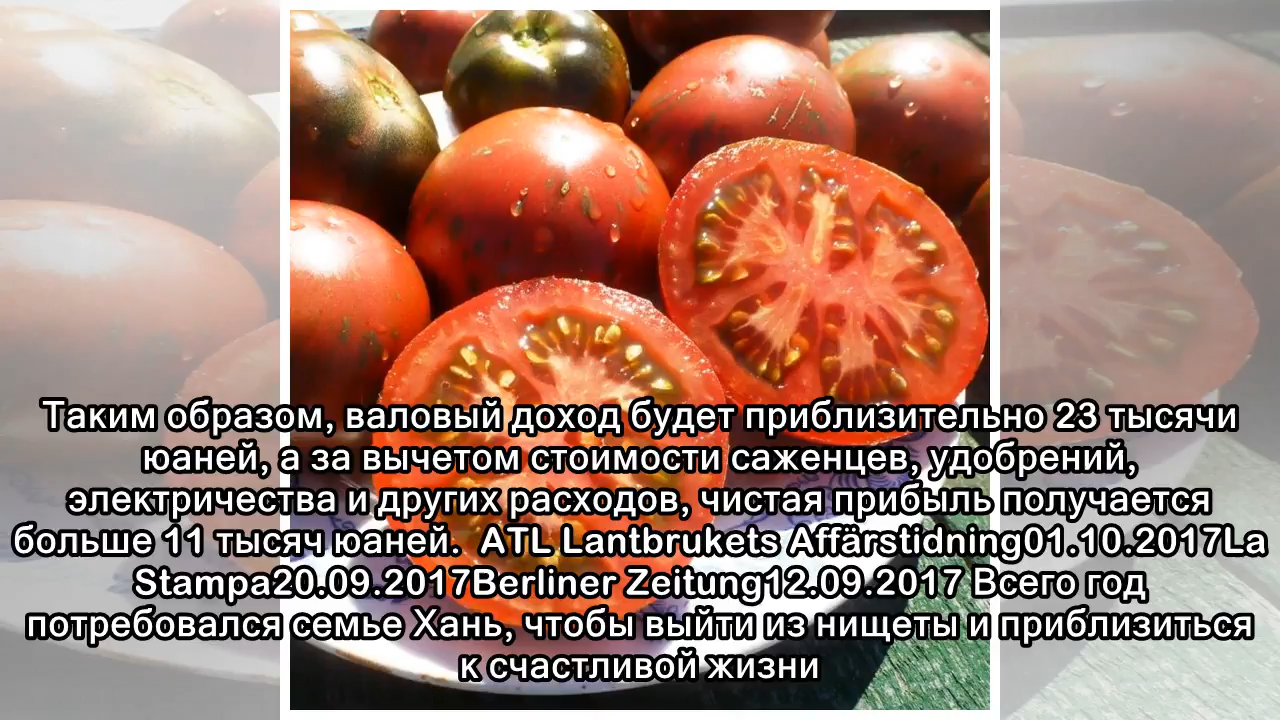 Таким образом, валовый доход будет приблизительно 23 тысячи
юаней, а за вычетом стоимости саженцев, удобрений,
электричества и других расходов, чистая прибыль получается
больше 11 тысяч юаней.  ATL Lantbrukets Affärstidning01.10.2017La
Stampa20.09.2017Berliner Zeitung12.09.2017 Всего год
потребовался семье Хань, чтобы выйти из нищеты и приблизиться
к счастливой жизни